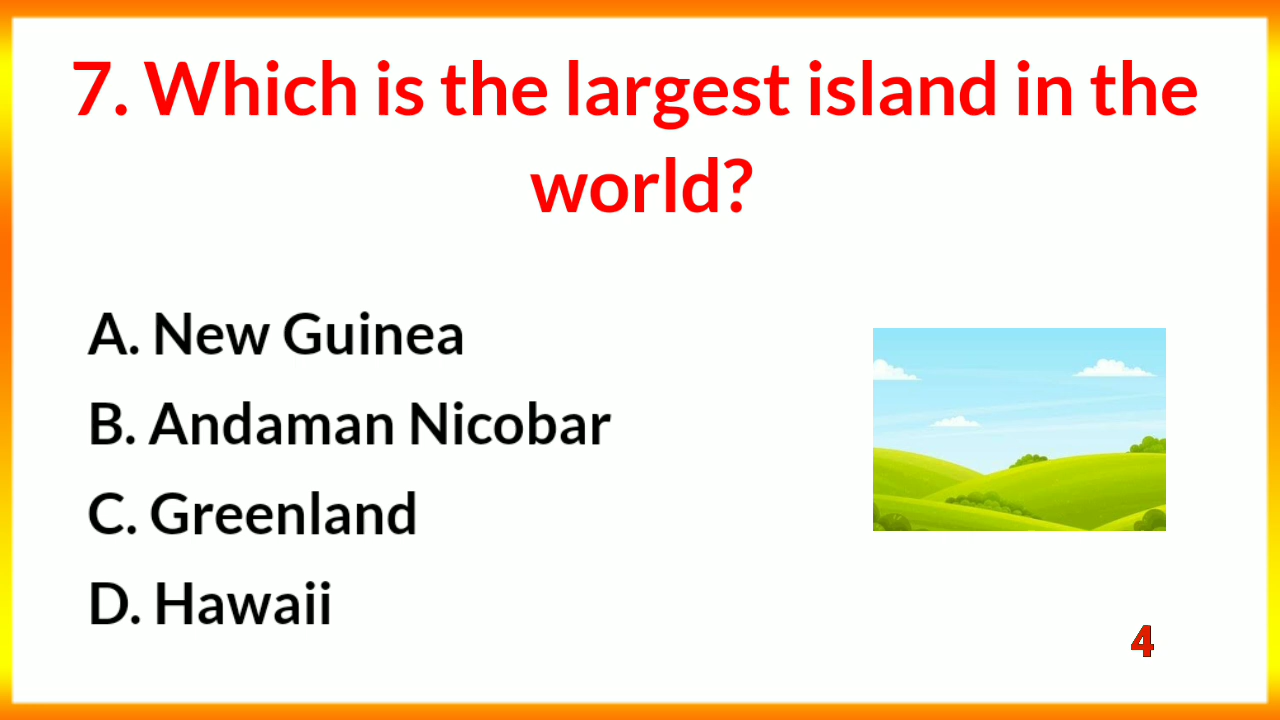 7. Which is the largest island in the
world?
A. New Guinea
B. Andaman Nicobar
C. Greenland
D. Hawaii
4